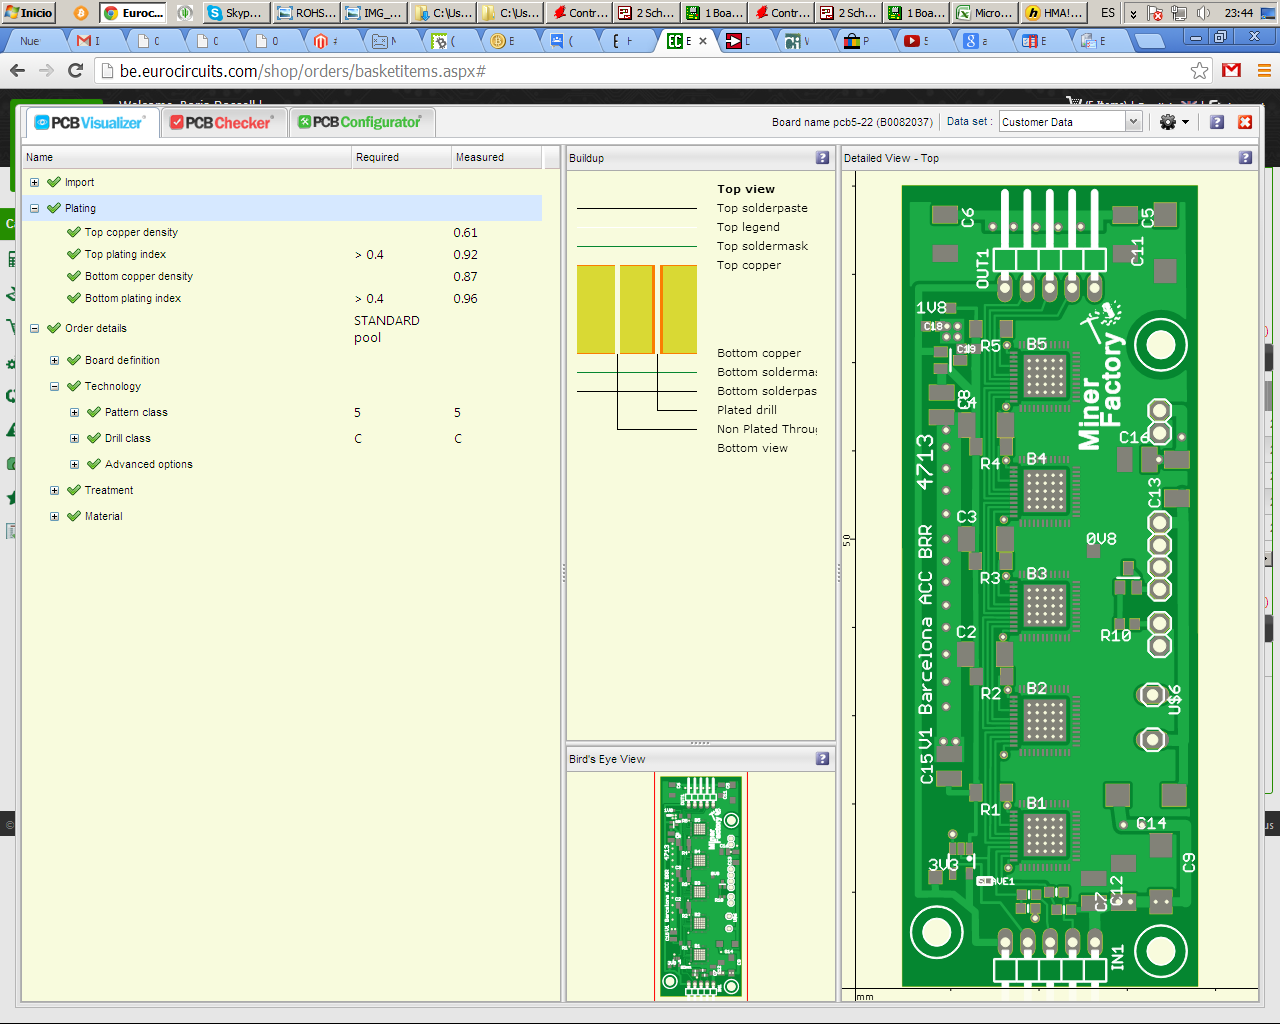 Inicio
Euroc...
Skyp...
ROHS...
IMG_...
C:\Us...
C:\Us...
Contr...
2 Sch...
1 Boa...
Contr...
2 Sch...
1 Boa...
Micro...
HMA!...
ES
23:44
Nue
be.eurocircuits.com/shop/orders/basketitems.aspx#
PCBVisualizer
PCBChecker
PCBConfigurator
Board name pcb5-22 (B0082037)
Data set :
Customer Data
Name Required Measured
Import
Plating
Top copper density 0.61
Top plating index > 0.4 0.92
Bottom copper density 0.87
Bottom plating index > 0.4 0.96
Order details STANDARD
pool
Board definition
Technology
Pattern class 5 5
Drill class C C
Advanced options
Treatment
Material
Buildup
Top view
Top solderpaste
Top legend
Top soldermask
Top copper
Bottom copper
Bottom soldermas
Bottom solderpas
Plated drill
Non Plated Throu
Bottom view
Bird's Eye View
Detailed View - Top
C6
C5
C11
OUT1
1V8
C18
C19
R5
B5
Miner
Factory
C4
C16
R4
B4
4713
C13
C3
0V8
R3
B3
C2
R10
R2
B2
U$6
V1 Barcelona ACC BRR
C15
R1
B1
C14
C9
3V3
C7
C12
IN1
50
mm